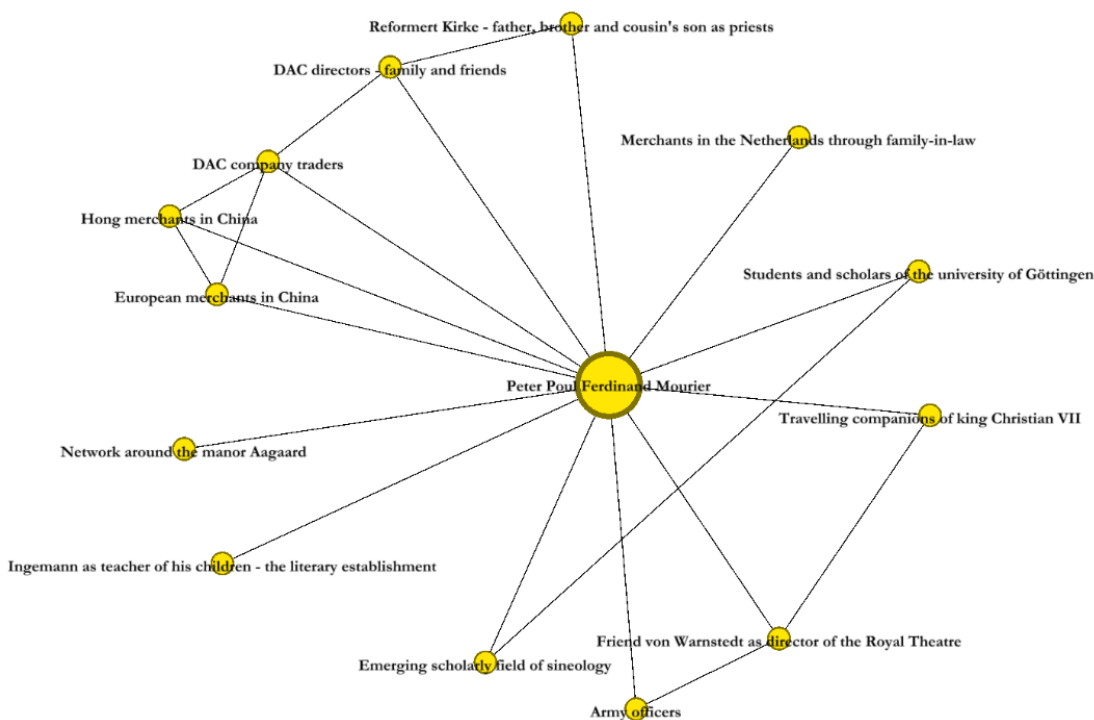 Reformert Kirke - father, brother and cousin's son as priests
DAC directors - family and friends
Merchants in the Netherlands through family-in-law
DAC company traders
Hong merchants in China
Students and scholars of the university of Göttingen
European merchants in China
Peter Poul Ferdinand Mourier
Travelling companions of king Christian VII
Network around the manor Aagaard
Ingemann as teacher of his children - the literary establishment
Friend von Warnstedt as director of the Royal Theatre
Emerging scholarly field of sineology
Army officers